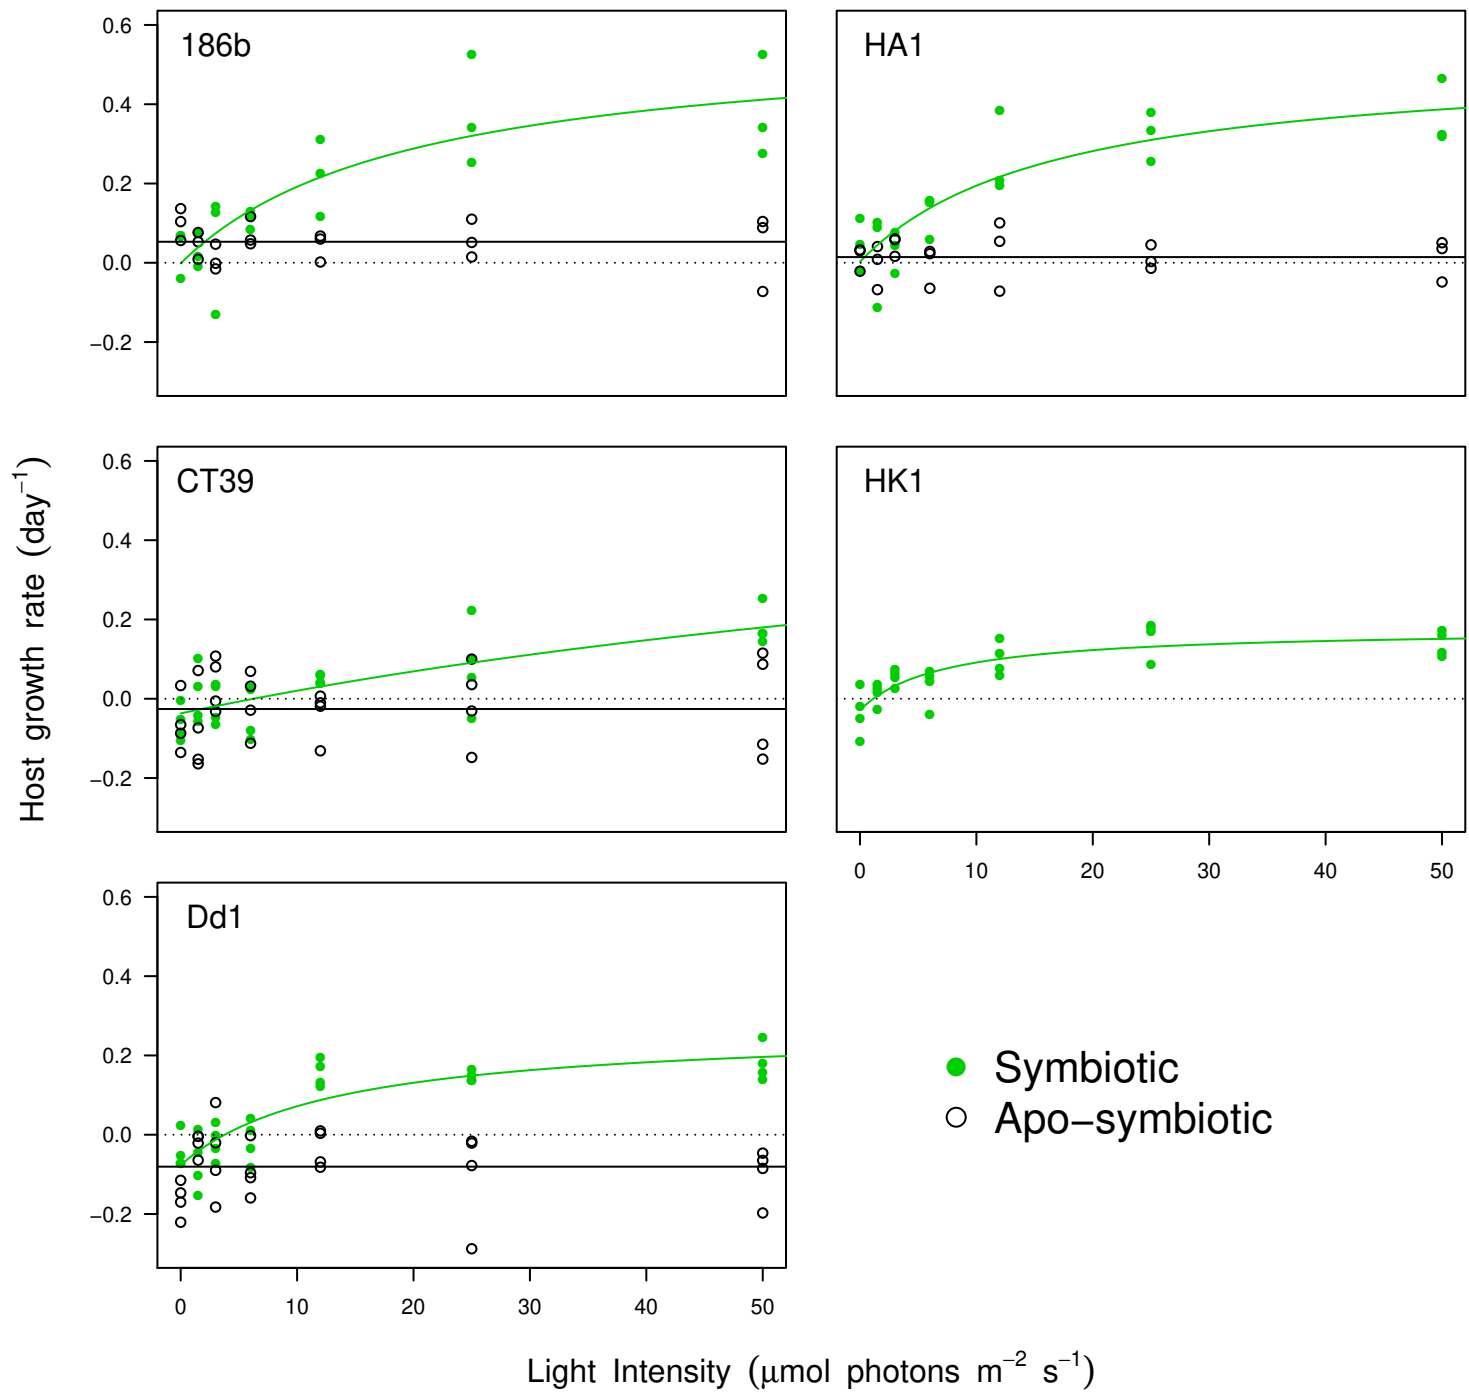 186b
0.6
0.4
0.2
0.0
−0.2
HA1
CT39
0.6
0.4
0.2
0.0
−0.2
HK1
0 10 20 30 40 50
Dd1
0.6
0.4
0.2
0.0
−0.2
0 10 20 30 40 50
Symbiotic
Apo−symbiotic
Host growth rate (day⁻¹)
Light Intensity (μmol photons m⁻² s⁻¹)